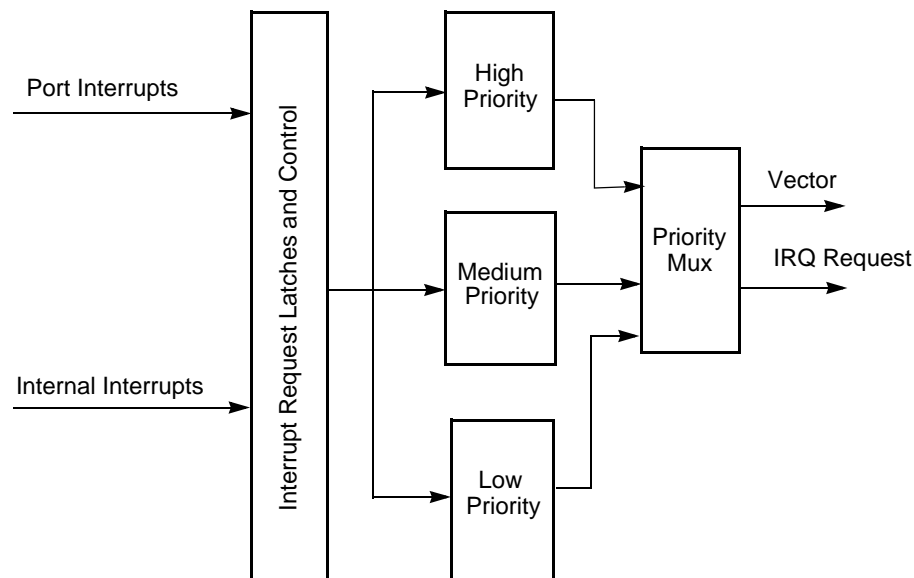 Port Interrupts
Internal Interrupts
Interrupt Request Latches and Control
High
Priority
Medium
Priority
Low
Priority
Priority
Mux
Vector
IRQ Request